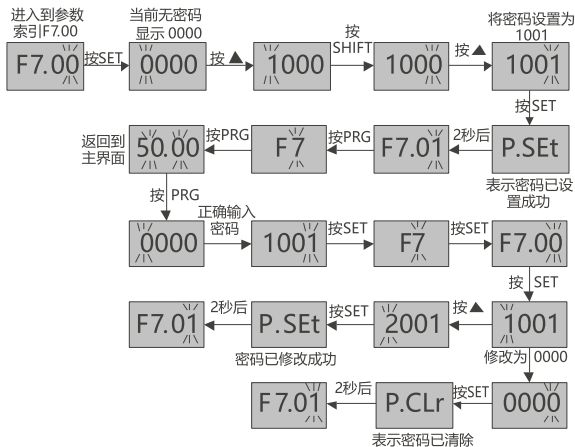 进入到参数
索引F7.00
当前无密码
显示 0000
按
SHIFT
将密码设置为
1001
F7.00
按SET
0000
按▲
1000
1000
按▲
1001
按SET
返回到
主界面
50.00
按PRG
F7
按PRG
F7.01
2秒后
P.SEt
表示密码已设
置成功
按 PRG
0000
正确输入
密码
1001
按SET
F7
按SET
F7.00
按 SET
F7.01
2秒后
P.SEt
按SET
2001
按▲
1001
密码已修改成功
修改为 0000
F7.01
2秒后
P.CLr
按SET
0000
表示密码已清除